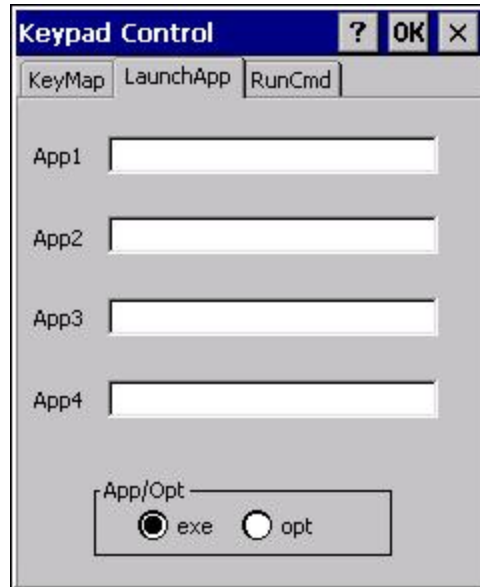 Keypad Control ? OK ×
KeyMap LaunchApp RunCmd
App1
App2
App3
App4
App/Opt
exe opt